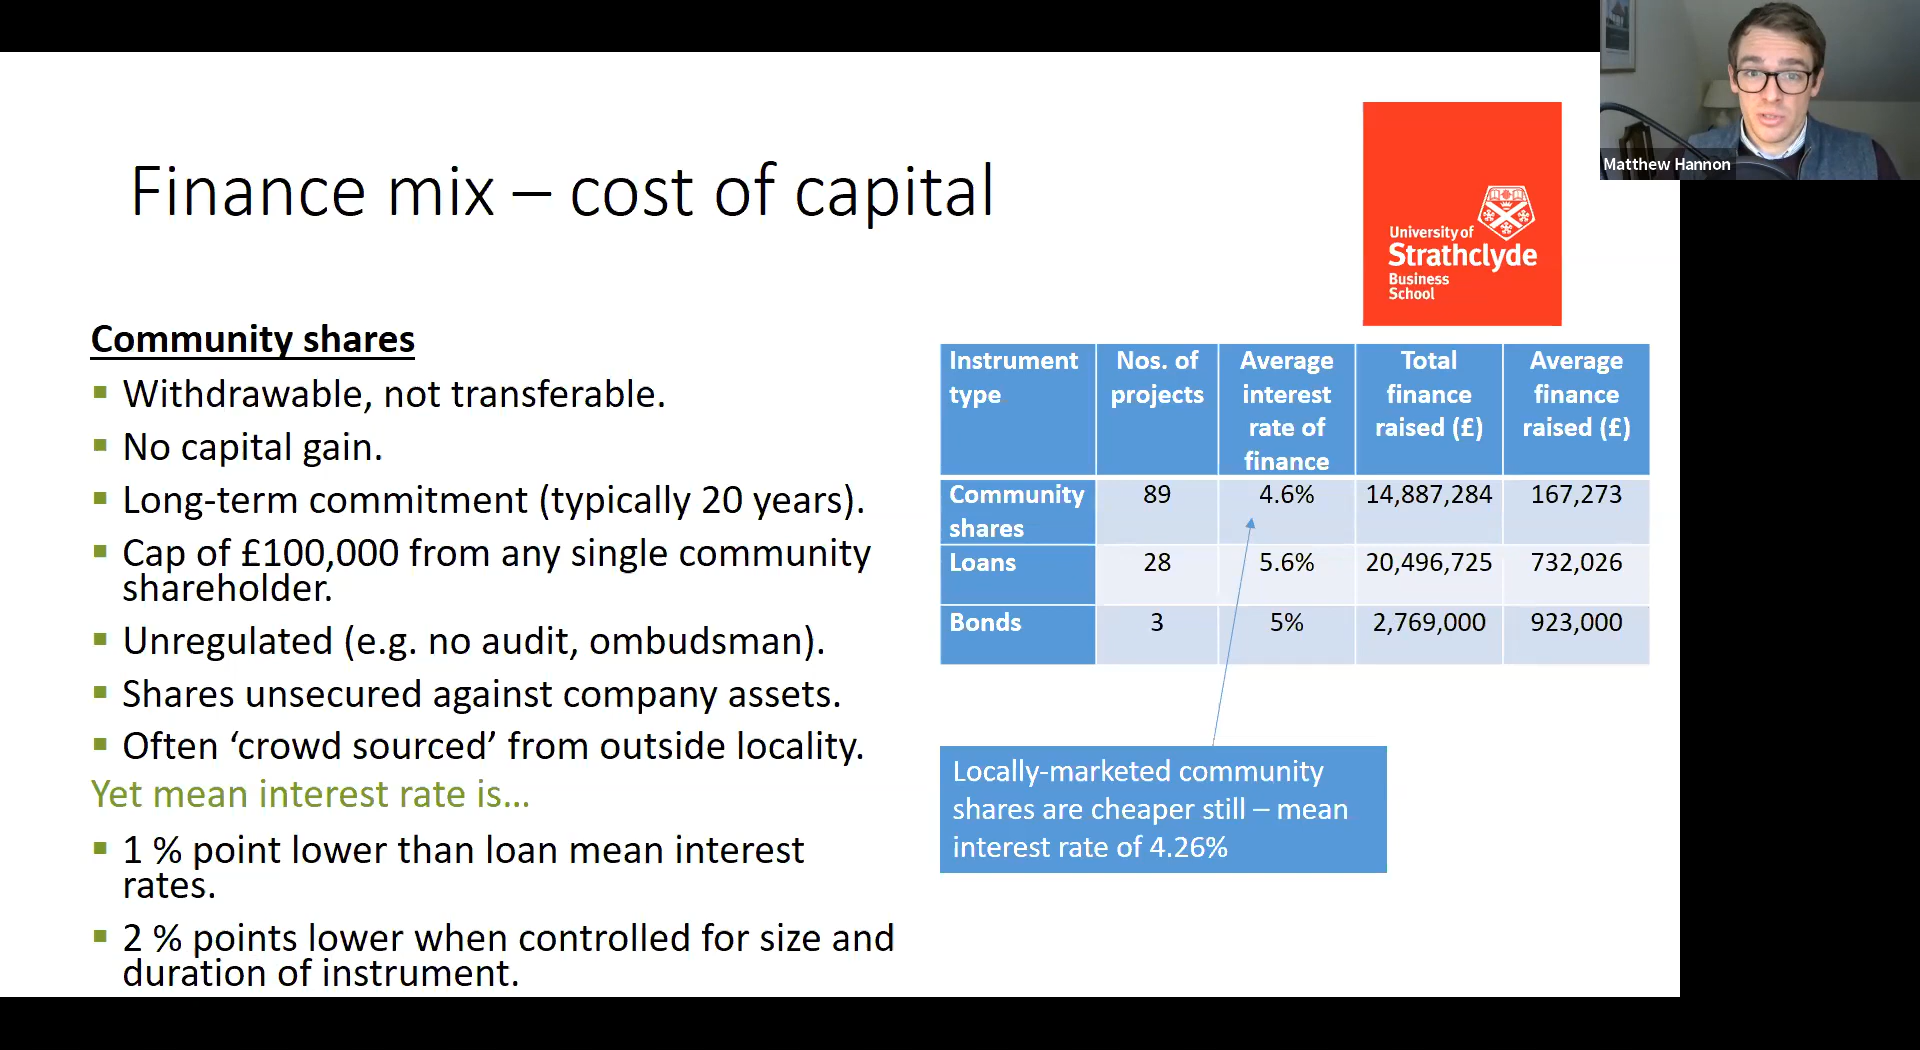 Matthew Hannon
Finance mix – cost of capital
University of
Strathclyde
Business
School
Community shares
Withdrawable, not transferable.
No capital gain.
Long-term commitment (typically 20 years).
Cap of £100,000 from any single community
shareholder.
Unregulated (e.g. no audit, ombudsman).
Shares unsecured against company assets.
Often ‘crowd sourced’ from outside locality.
Yet mean interest rate is...
1 % point lower than loan mean interest
rates.
2 % points lower when controlled for size and
duration of instrument.
Instrument Nos. of Average Total Average
type projects interest finance finance
rate of raised (£) raised (£)
finance
Community 89 4.6% 14,887,284 167,273
shares
Loans 28 5.6% 20,496,725 732,026
Bonds 3 5% 2,769,000 923,000
Locally-marketed community
shares are cheaper still – mean
interest rate of 4.26%